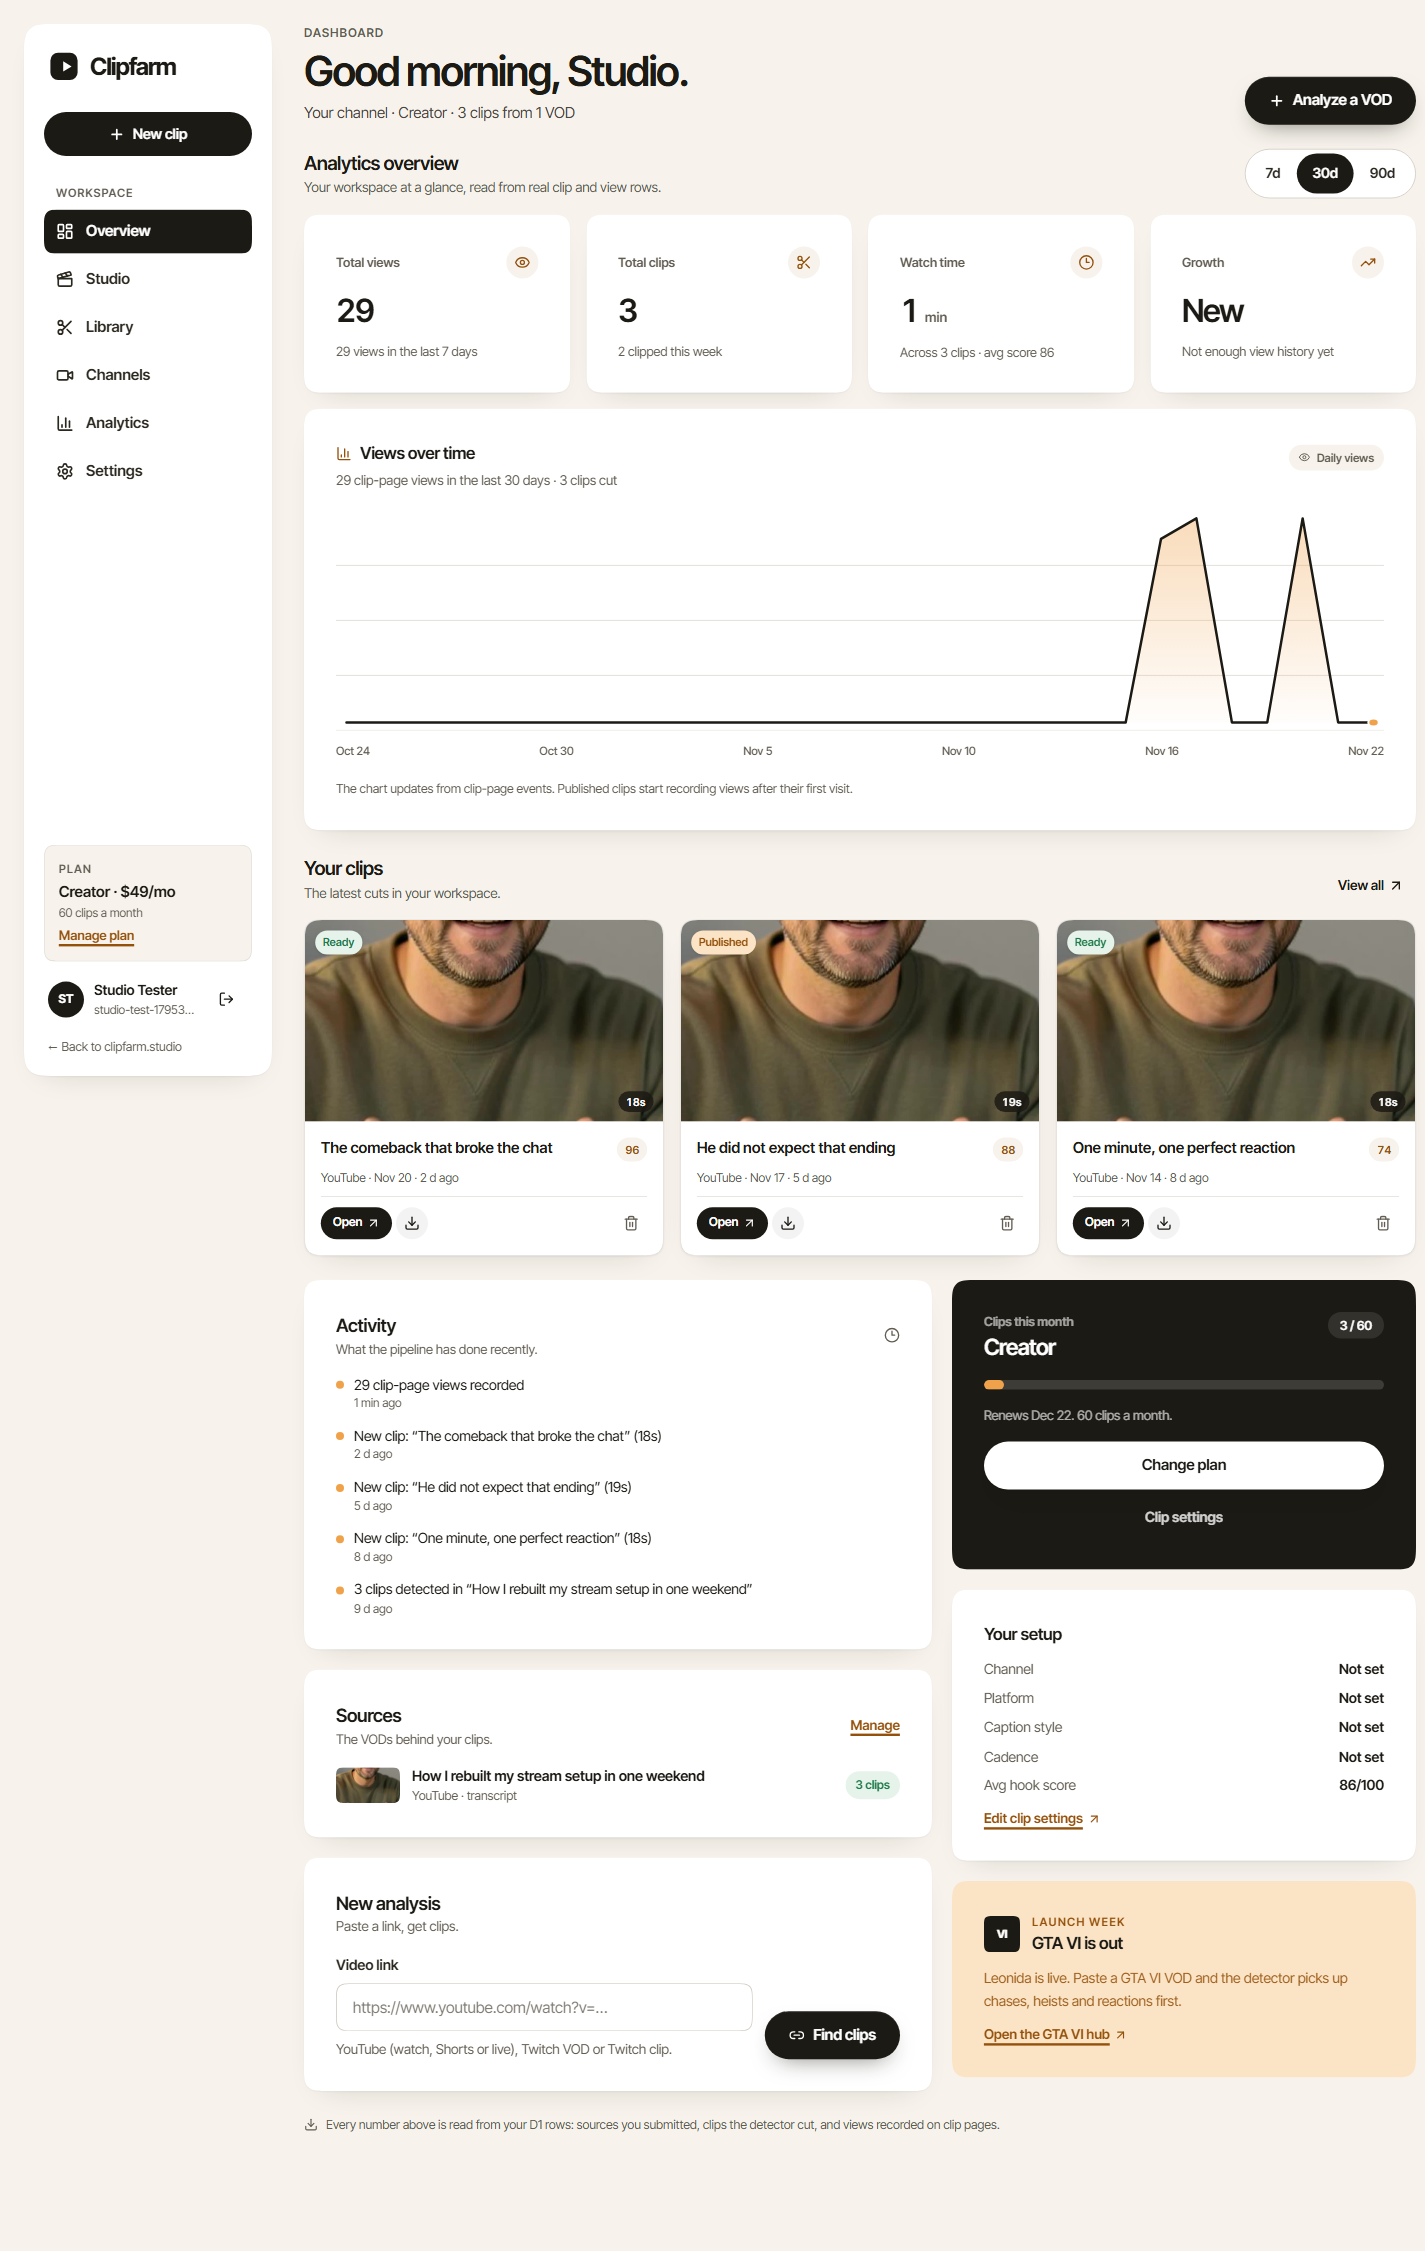 Clipfarm
+ New clip
WORKSPACE
Overview
Studio
Library
Channels
Analytics
Settings
PLAN
Creator · $49/mo
60 clips a month
Manage plan
ST
Studio Tester
studio-test-17953...
← Back to clipfarm.studio
DASHBOARD
Good morning, Studio.
Your channel · Creator · 3 clips from 1 VOD
+ Analyze a VOD
Analytics overview
Your workspace at a glance, read from real clip and view rows.
7d 30d 90d
Total views
29
29 views in the last 7 days
Total clips
3
2 clipped this week
Watch time
1 min
Across 3 clips · avg score 86
Growth
New
Not enough view history yet
Views over time
29 clip-page views in the last 30 days · 3 clips cut
Daily views
Oct 24 Oct 30 Nov 5 Nov 10 Nov 16 Nov 22
The chart updates from clip-page events. Published clips start recording views after their first visit.
Your clips
The latest cuts in your workspace.
View all
Ready
18s
The comeback that broke the chat
96
YouTube · Nov 20 · 2 d ago
Open
Published
19s
He did not expect that ending
88
YouTube · Nov 17 · 5 d ago
Open
Ready
18s
One minute, one perfect reaction
74
YouTube · Nov 14 · 8 d ago
Open
Activity
What the pipeline has done recently.
29 clip-page views recorded
1 min ago
New clip: “The comeback that broke the chat” (18s)
2 d ago
New clip: “He did not expect that ending” (19s)
5 d ago
New clip: “One minute, one perfect reaction” (18s)
8 d ago
3 clips detected in “How I rebuilt my stream setup in one weekend”
9 d ago
Sources
The VODs behind your clips.
Manage
How I rebuilt my stream setup in one weekend
YouTube · transcript
3 clips
New analysis
Paste a link, get clips.
Video link
https://www.youtube.com/watch?v=...
Find clips
YouTube (watch, Shorts or live), Twitch VOD or Twitch clip.
Clips this month
Creator
3 / 60
Renews Dec 22. 60 clips a month.
Change plan
Clip settings
Your setup
Channel Not set
Platform Not set
Caption style Not set
Cadence Not set
Avg hook score 86/100
Edit clip settings
VI
LAUNCH WEEK
GTA VI is out
Leonida is live. Paste a GTA VI VOD and the detector picks up
chases, heists and reactions first.
Open the GTA VI hub
Every number above is read from your D1 rows: sources you submitted, clips the detector cut, and views recorded on clip pages.